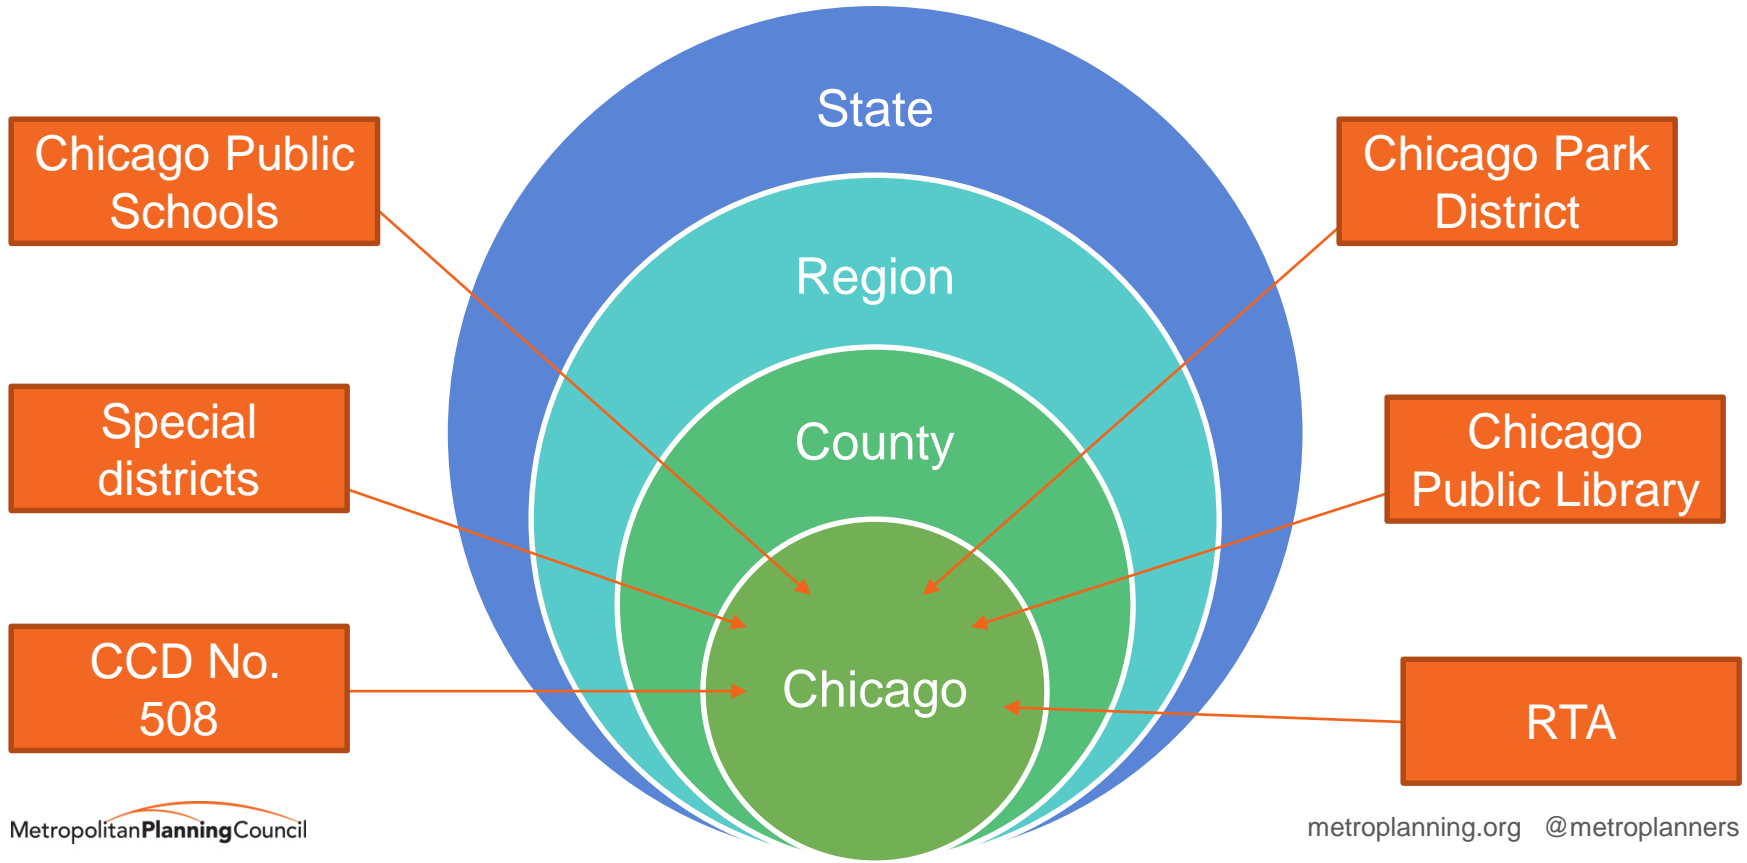 State
Chicago Public
Schools
Chicago Park
District
Region
Special
districts
County
Chicago
Public Library
CCD No.
508
Chicago
RTA
MetropolitanPlanningCouncil
metroplanning.org @metroplanners